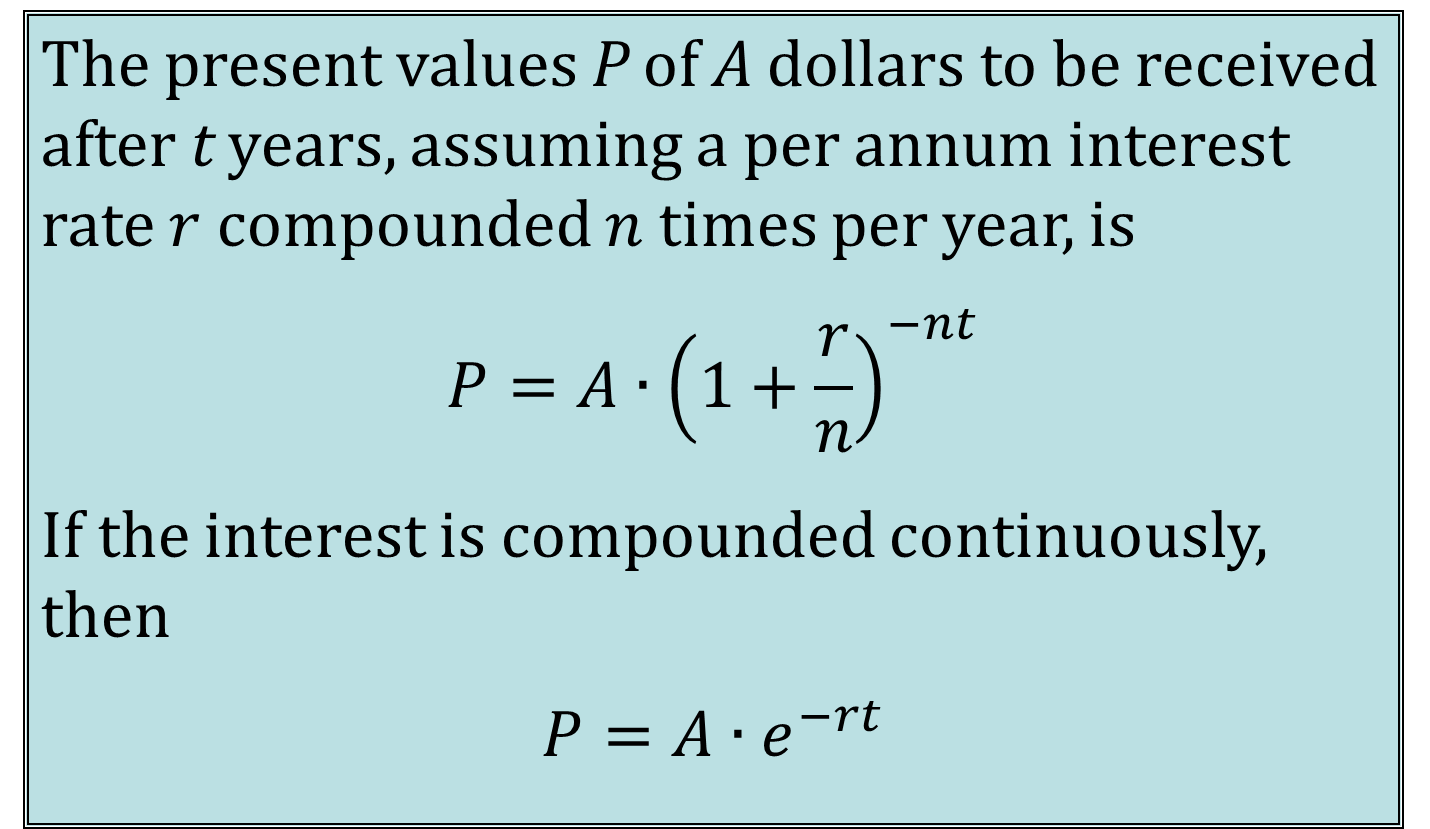 The present values P of A dollars to be received
after t years, assuming a per annum interest
rate r compounded n times per year, is
P = A · (1 + r/n)^{−nt}
If the interest is compounded continuously,
then
P = A · e^{−rt}